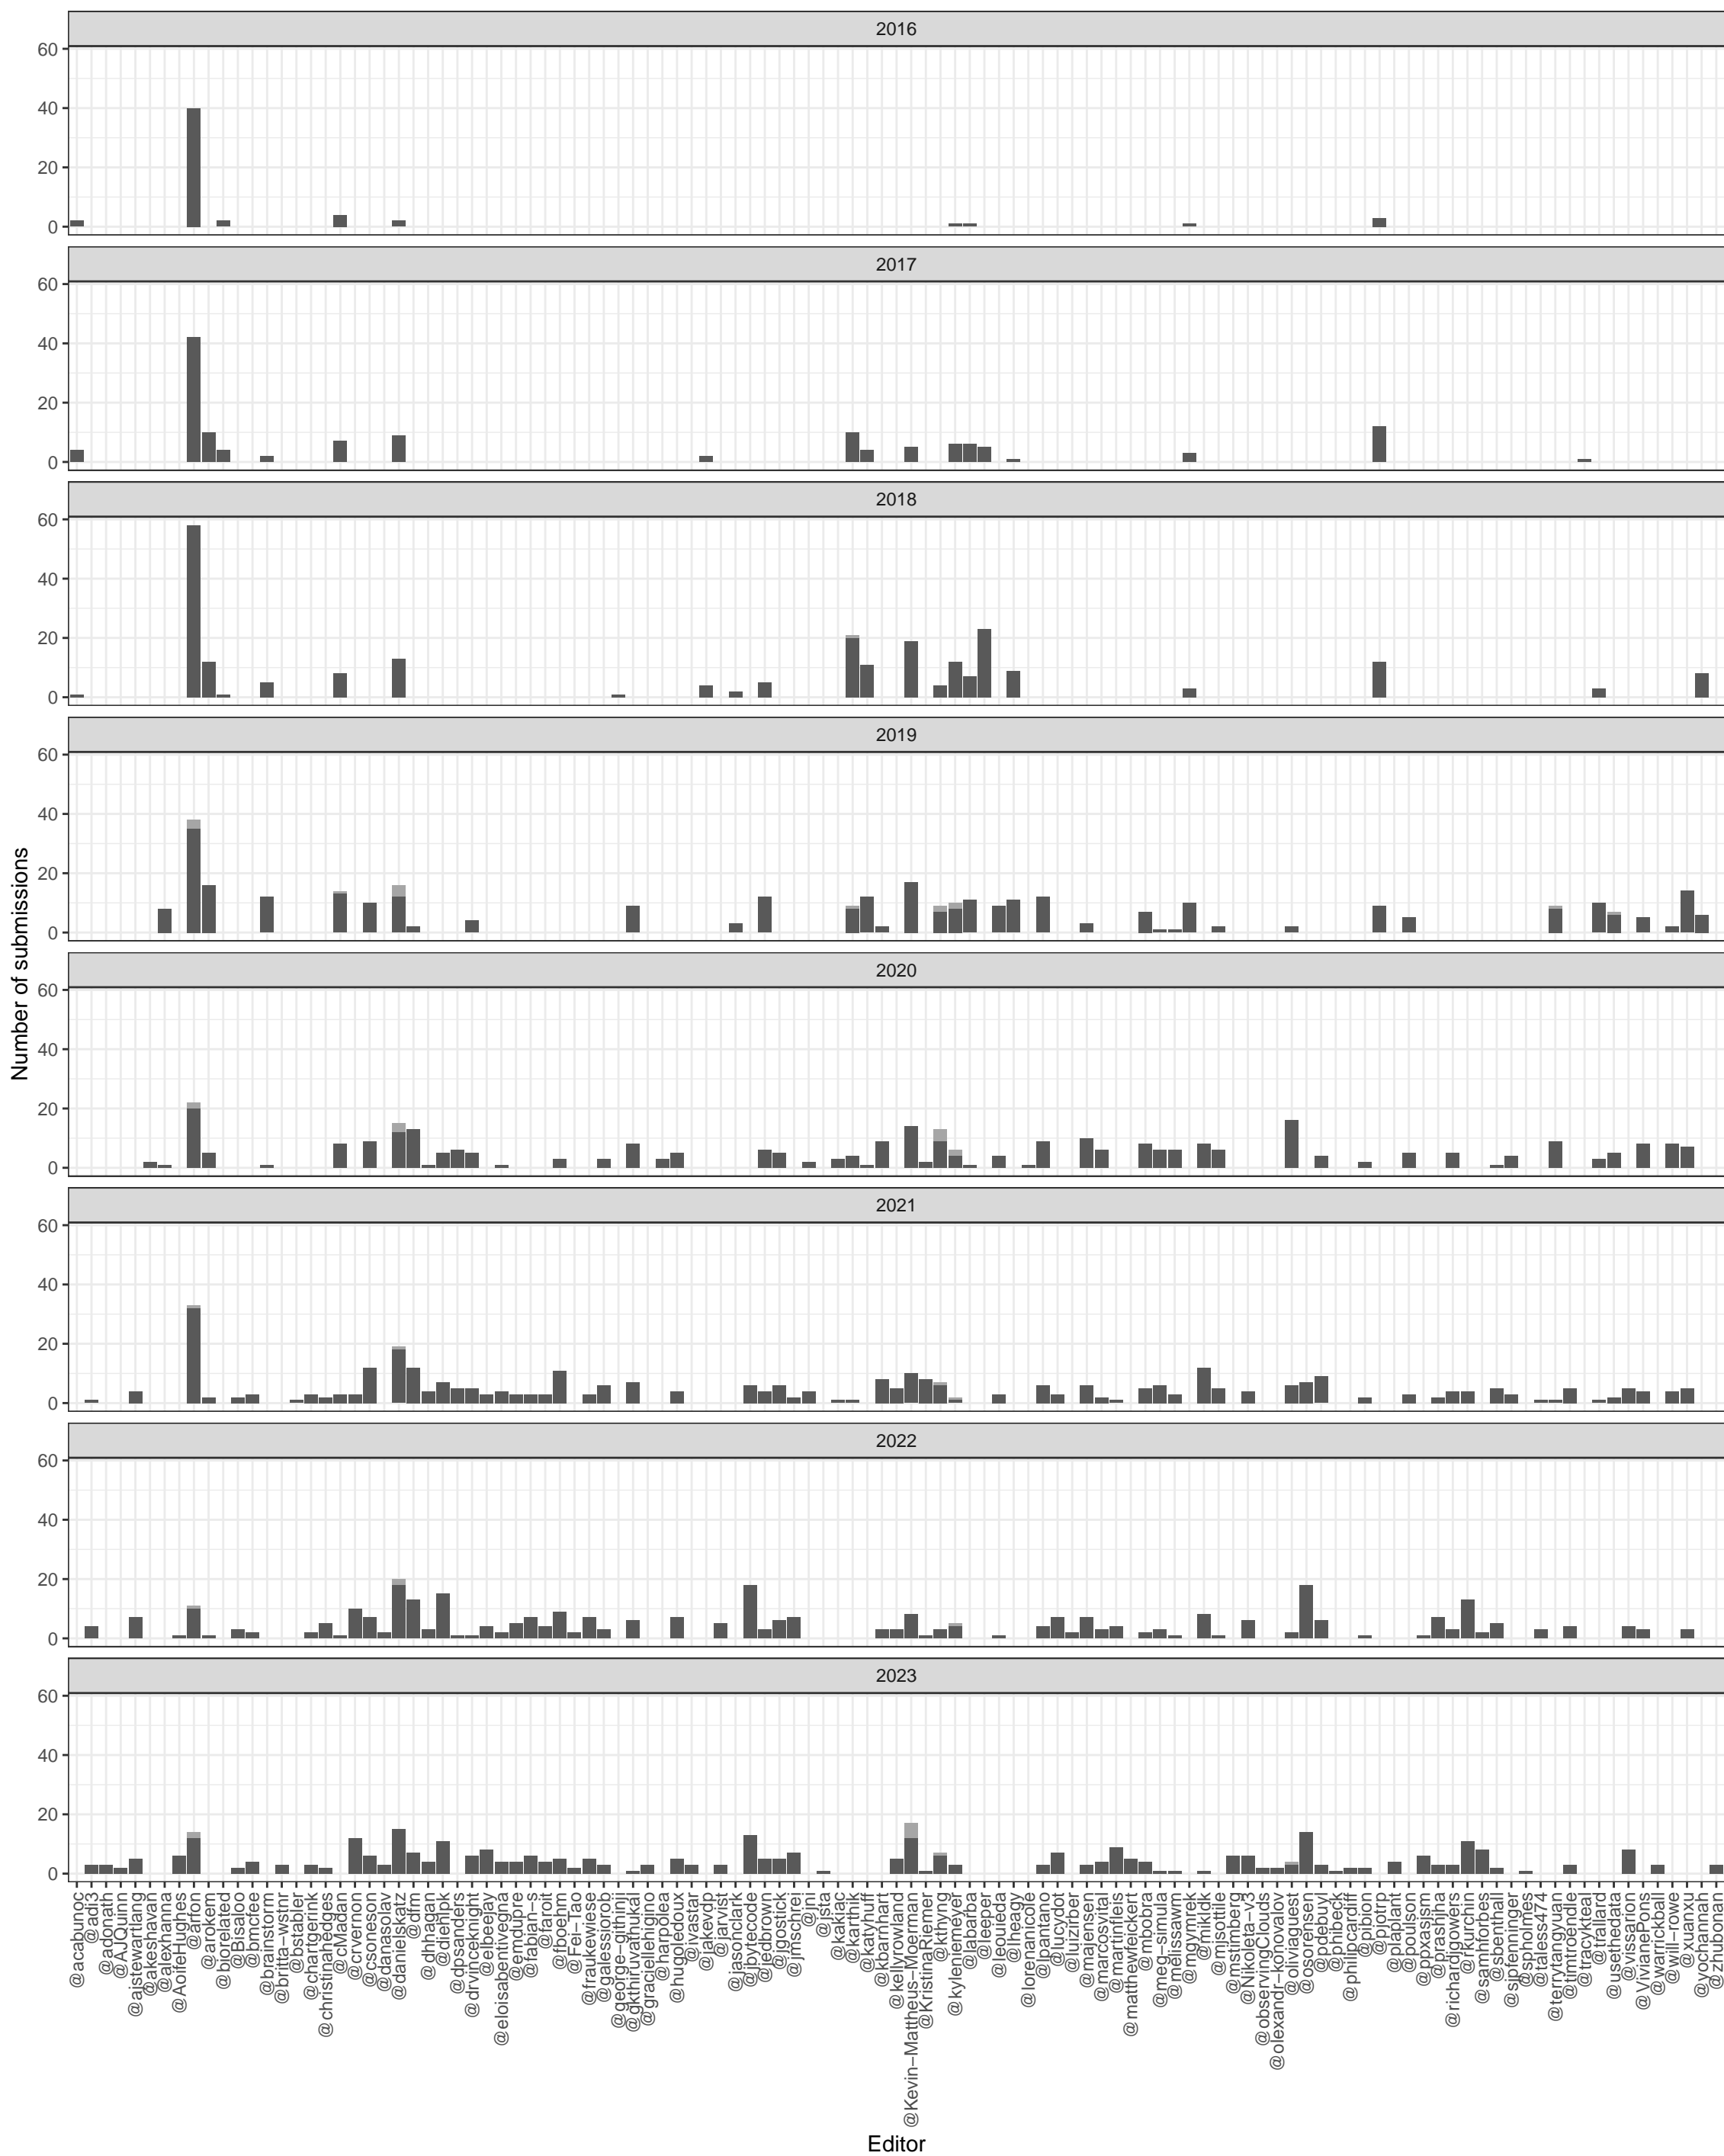 2016
60
40
20
0
2017
60
40
20
0
2018
60
40
20
0
2019
60
40
20
0
2020
60
40
20
0
2021
60
40
20
0
2022
60
40
20
0
2023
60
40
20
0
Number of submissions
@acabunoc
@adi3
@adonath
@AJQuinn
@ajstewartlang
@akeshavan
@alexhanna
@AoifeHughes
@arfon
@arokem
@biorelated
@Bisaloo
@bmcfee
@brainstorm
@britta−wstnr
@bstabler
@chartgerink
@christinahedges
@cMadan
@crvernon
@csoneson
@danasolav
@danielskatz
@dfm
@dhhagan
@diehlpk
@dpsanders
@drvinceknight
@elbeejay
@eloisabentivegna
@emdupre
@fabian−s
@faroit
@fboehm
@Fei−Tao
@fraukewiese
@galessiorob
@george−githinji
@gkthiruvathukal
@graciellehigino
@harpolea
@hugoledoux
@ivastar
@jakevdp
@jarvist
@jasonclark
@jbytecode
@jedbrown
@jgostick
@jmschrei
@jni
@jsta
@kakiac
@karthik
@katyhuff
@kbarnhart
@kellyrowland
@Kevin−Mattheus−Moerman
@KristinaRiemer
@kthyng
@kyleniemeyer
@labarba
@leeper
@leouieda
@lheagy
@lorenanicole
@lpantano
@lucydot
@luizirber
@majensen
@marcosvital
@martinfleis
@matthewfeickert
@mbobra
@meg−simula
@melissawm
@mgymrek
@mikldk
@mjsottile
@mstimberg
@Nikoleta−v3
@observingClouds
@olexandr−konovalov
@oliviaguest
@osorensen
@pdebuyl
@phibeck
@philipcardiff
@pibion
@pjotrp
@plaplant
@poulson
@ppxasjsm
@prashjha
@richardjgowers
@rkurchin
@samhforbes
@sbenthall
@sjpfenninger
@spholmes
@taless474
@terrytangyuan
@timtroendle
@tracykteal
@trallard
@usethedata
@vissarion
@VivianePons
@warrickball
@will−rowe
@xuanxu
@yochannah
@zhubonan
Editor